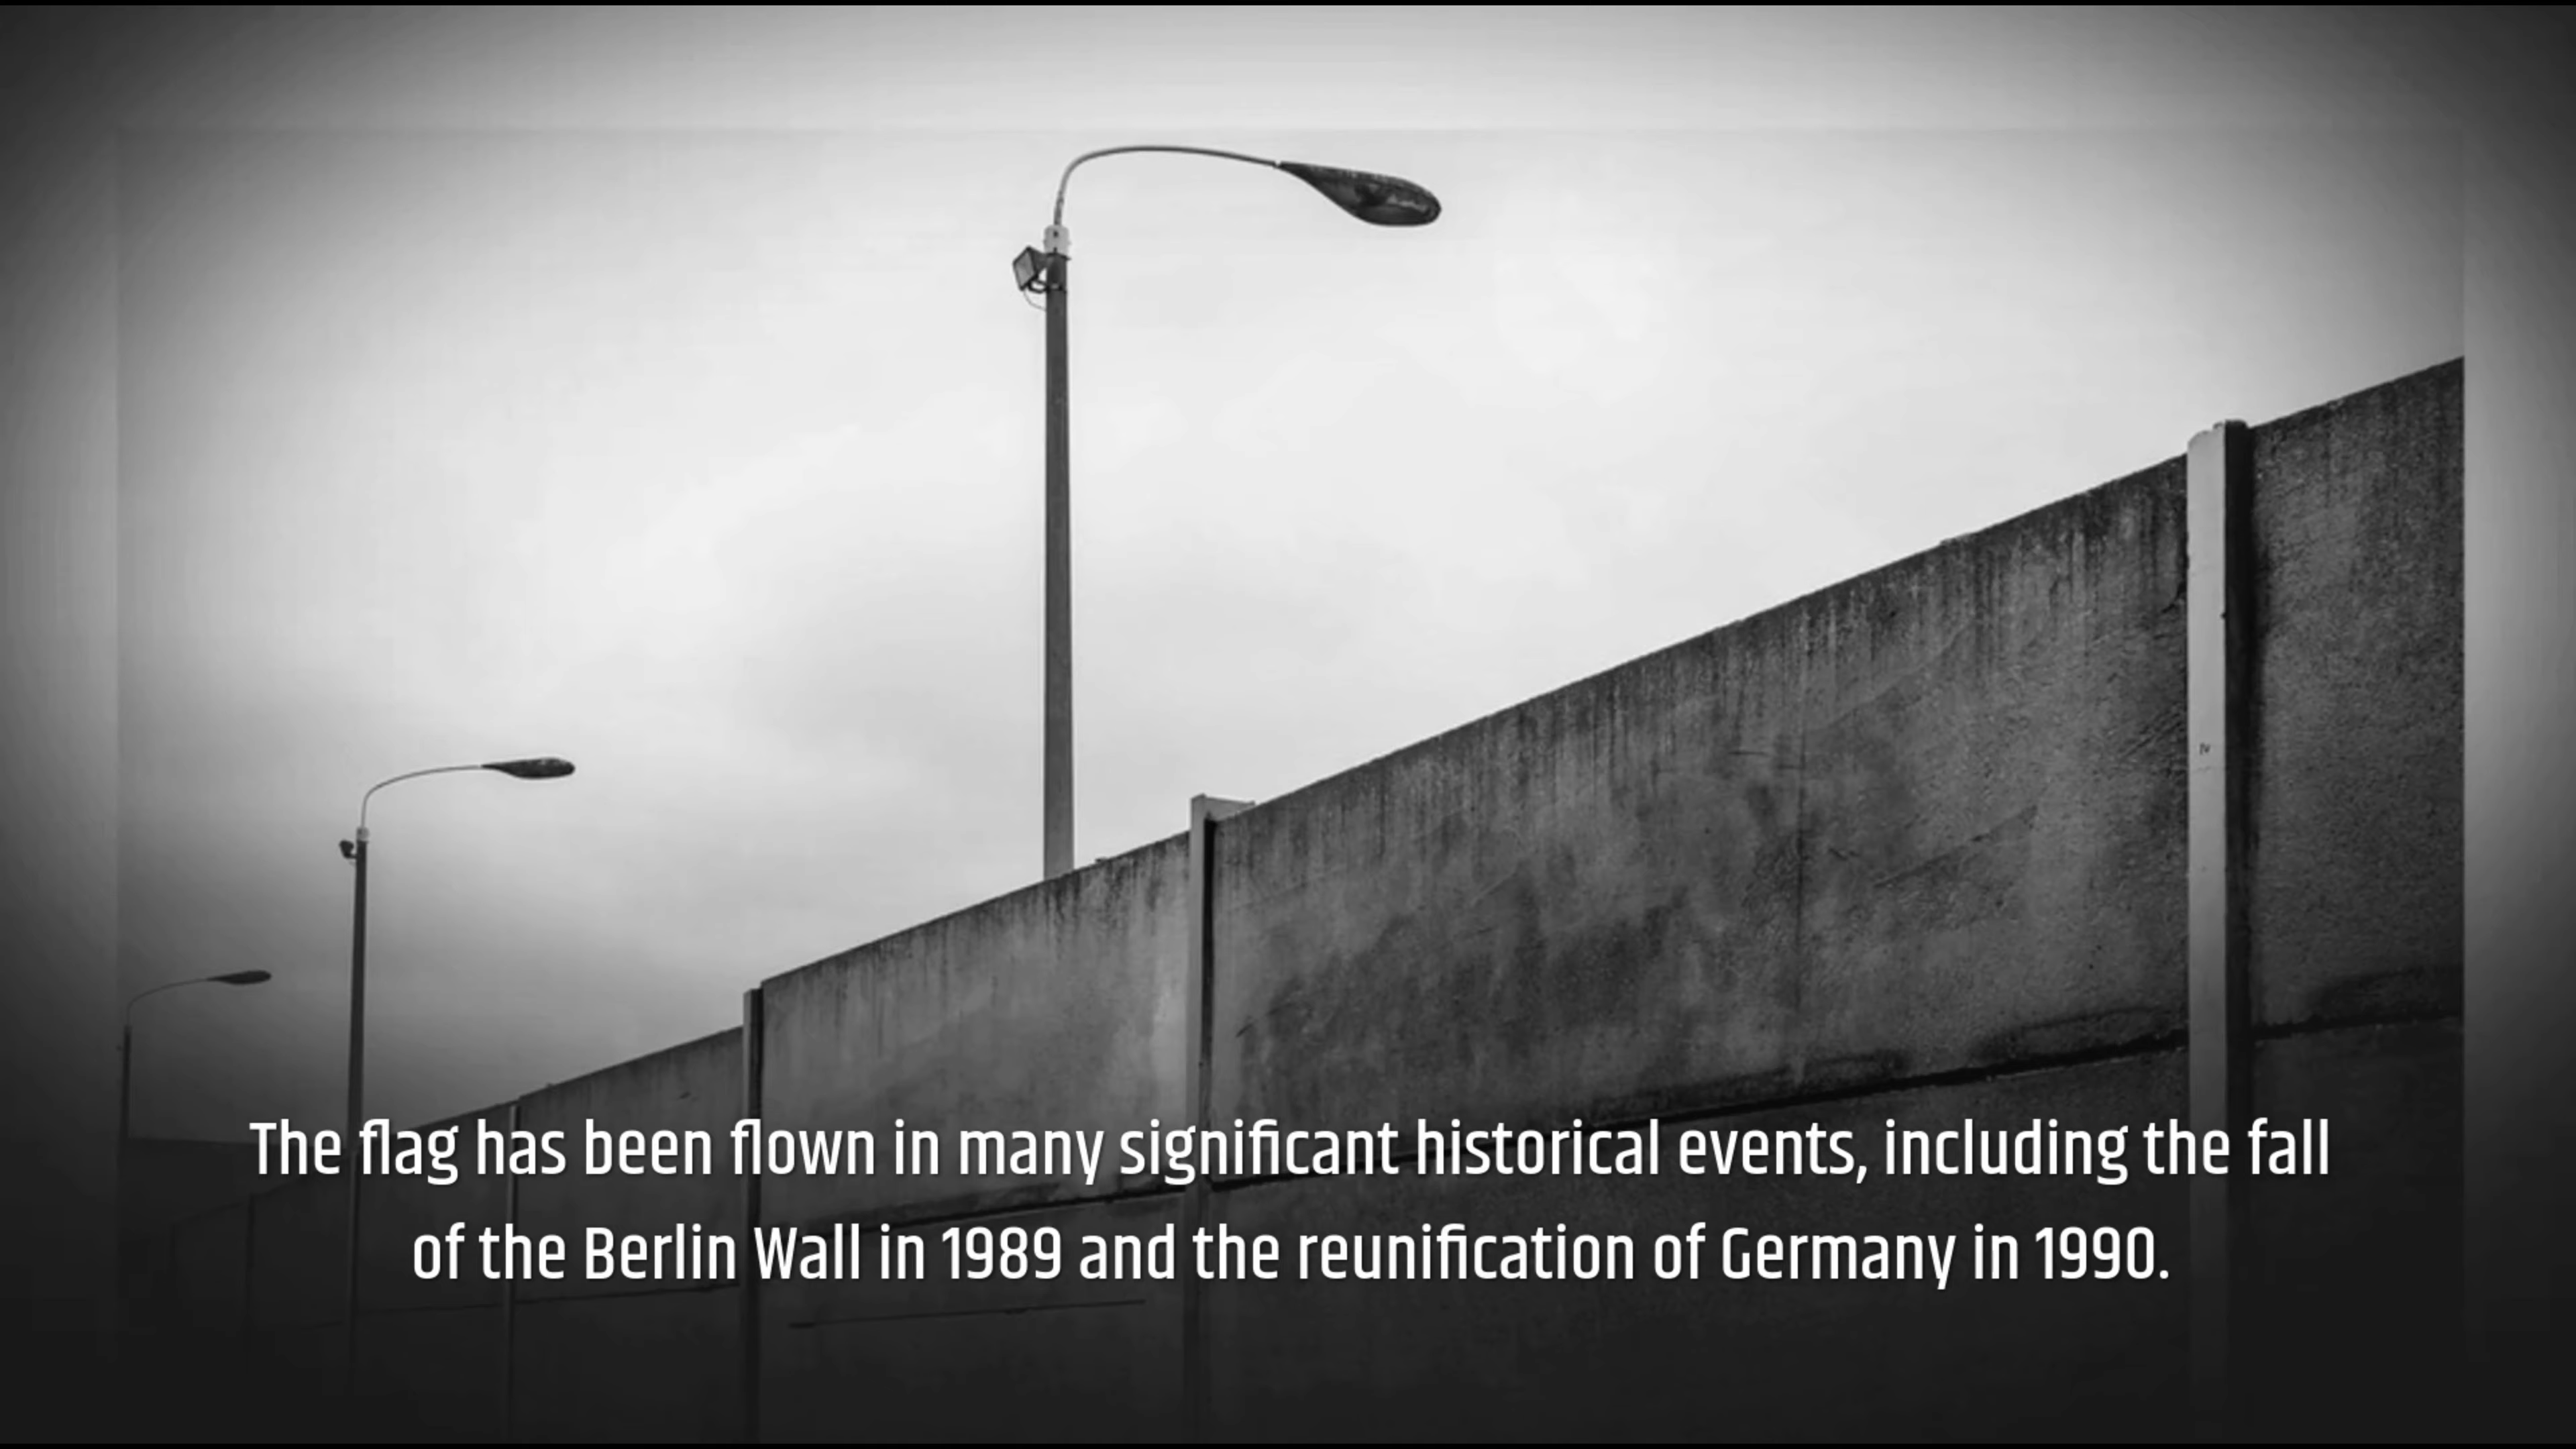 The flag has been flown in many significant historical events, including the fall
of the Berlin Wall in 1989 and the reunification of Germany in 1990.